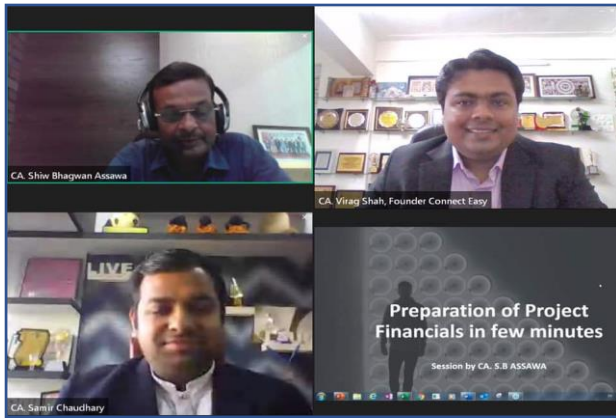 CA. Shiw Bhagwan Assawa
CA. Virag Shah, Founder Connect Easy
LIVE
CA. Samir Chaudhary
Preparation of Project
Financials in few minutes
Session by CA. S.B ASSAWA